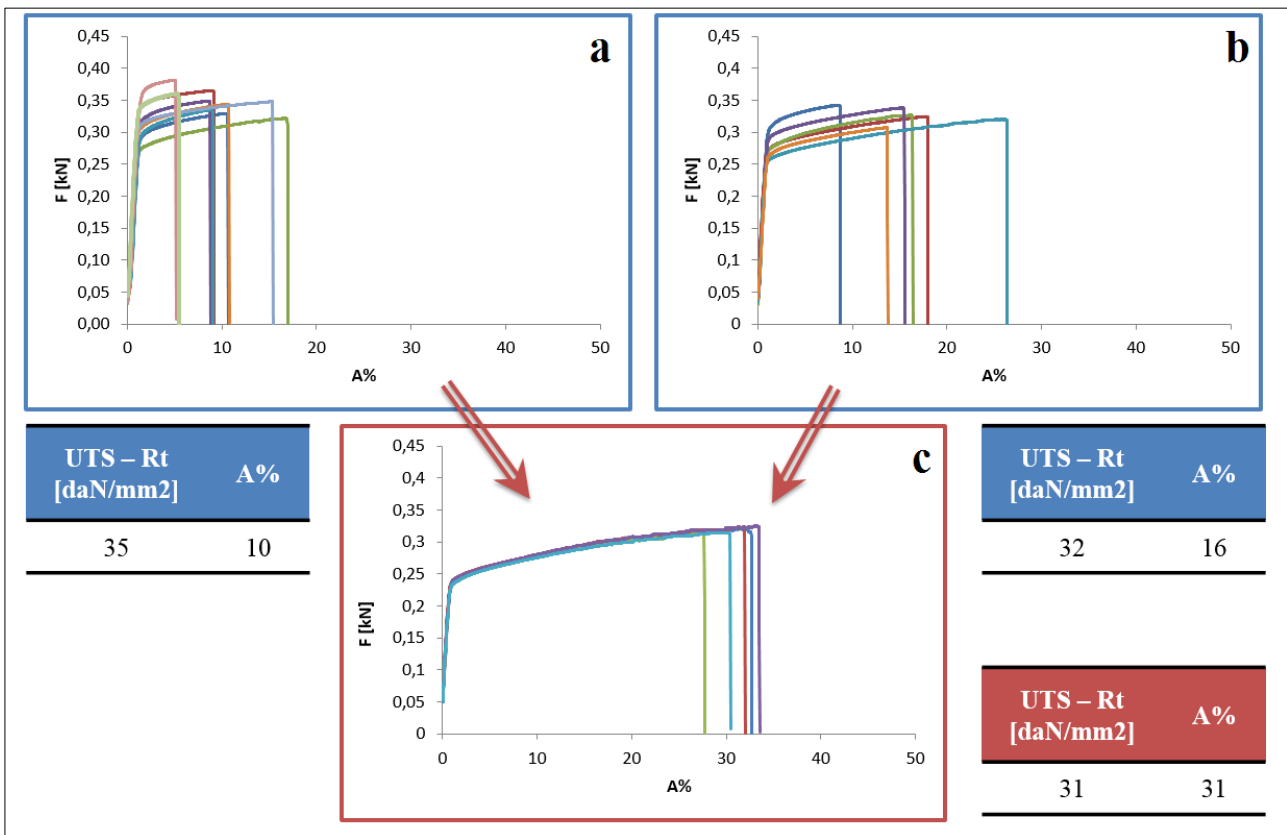 a
0,45
0,40
0,35
0,30
0,25
0,20
0,15
0,10
0,05
0,00
F [kN]
0 10 20 30 40 50
A%
b
0,45
0,4
0,35
0,3
0,25
0,2
0,15
0,1
0,05
0
F [kN]
0 10 20 30 40 50
A%
UTS – Rt A%
[daN/mm2]
35 10
c
0,45
0,4
0,35
0,3
0,25
0,2
0,15
0,1
0,05
0
F [kN]
0 10 20 30 40 50
A%
UTS – Rt A%
[daN/mm2]
32 16
UTS – Rt A%
[daN/mm2]
31 31